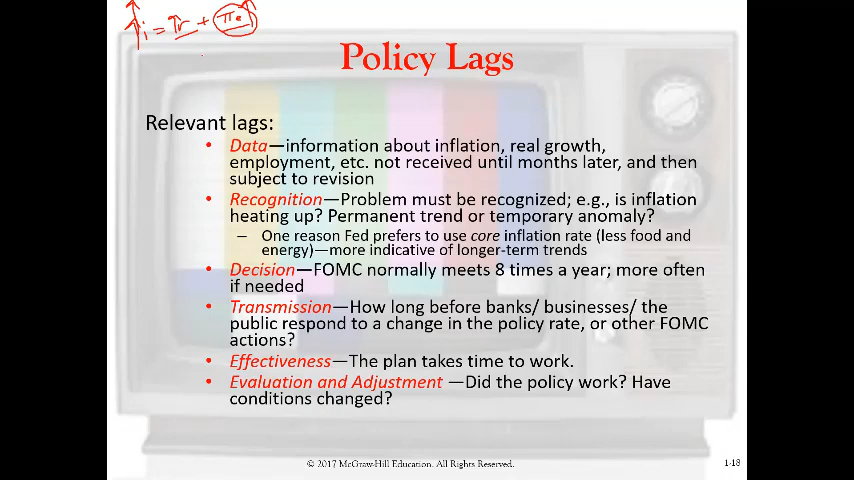 i = r + πe
Policy Lags
Relevant lags:
• Data—information about inflation, real growth,
employment, etc. not received until months later, and then
subject to revision
• Recognition—Problem must be recognized; e.g., is inflation
heating up? Permanent trend or temporary anomaly?
– One reason Fed prefers to use core inflation rate (less food and
energy)—more indicative of longer-term trends
• Decision—FOMC normally meets 8 times a year; more often
if needed
• Transmission—How long before banks/ businesses/ the
public respond to a change in the policy rate, or other FOMC
actions?
• Effectiveness—The plan takes time to work.
• Evaluation and Adjustment —Did the policy work? Have
conditions changed?
© 2017 McGraw-Hill Education. All Rights Reserved.
1-18